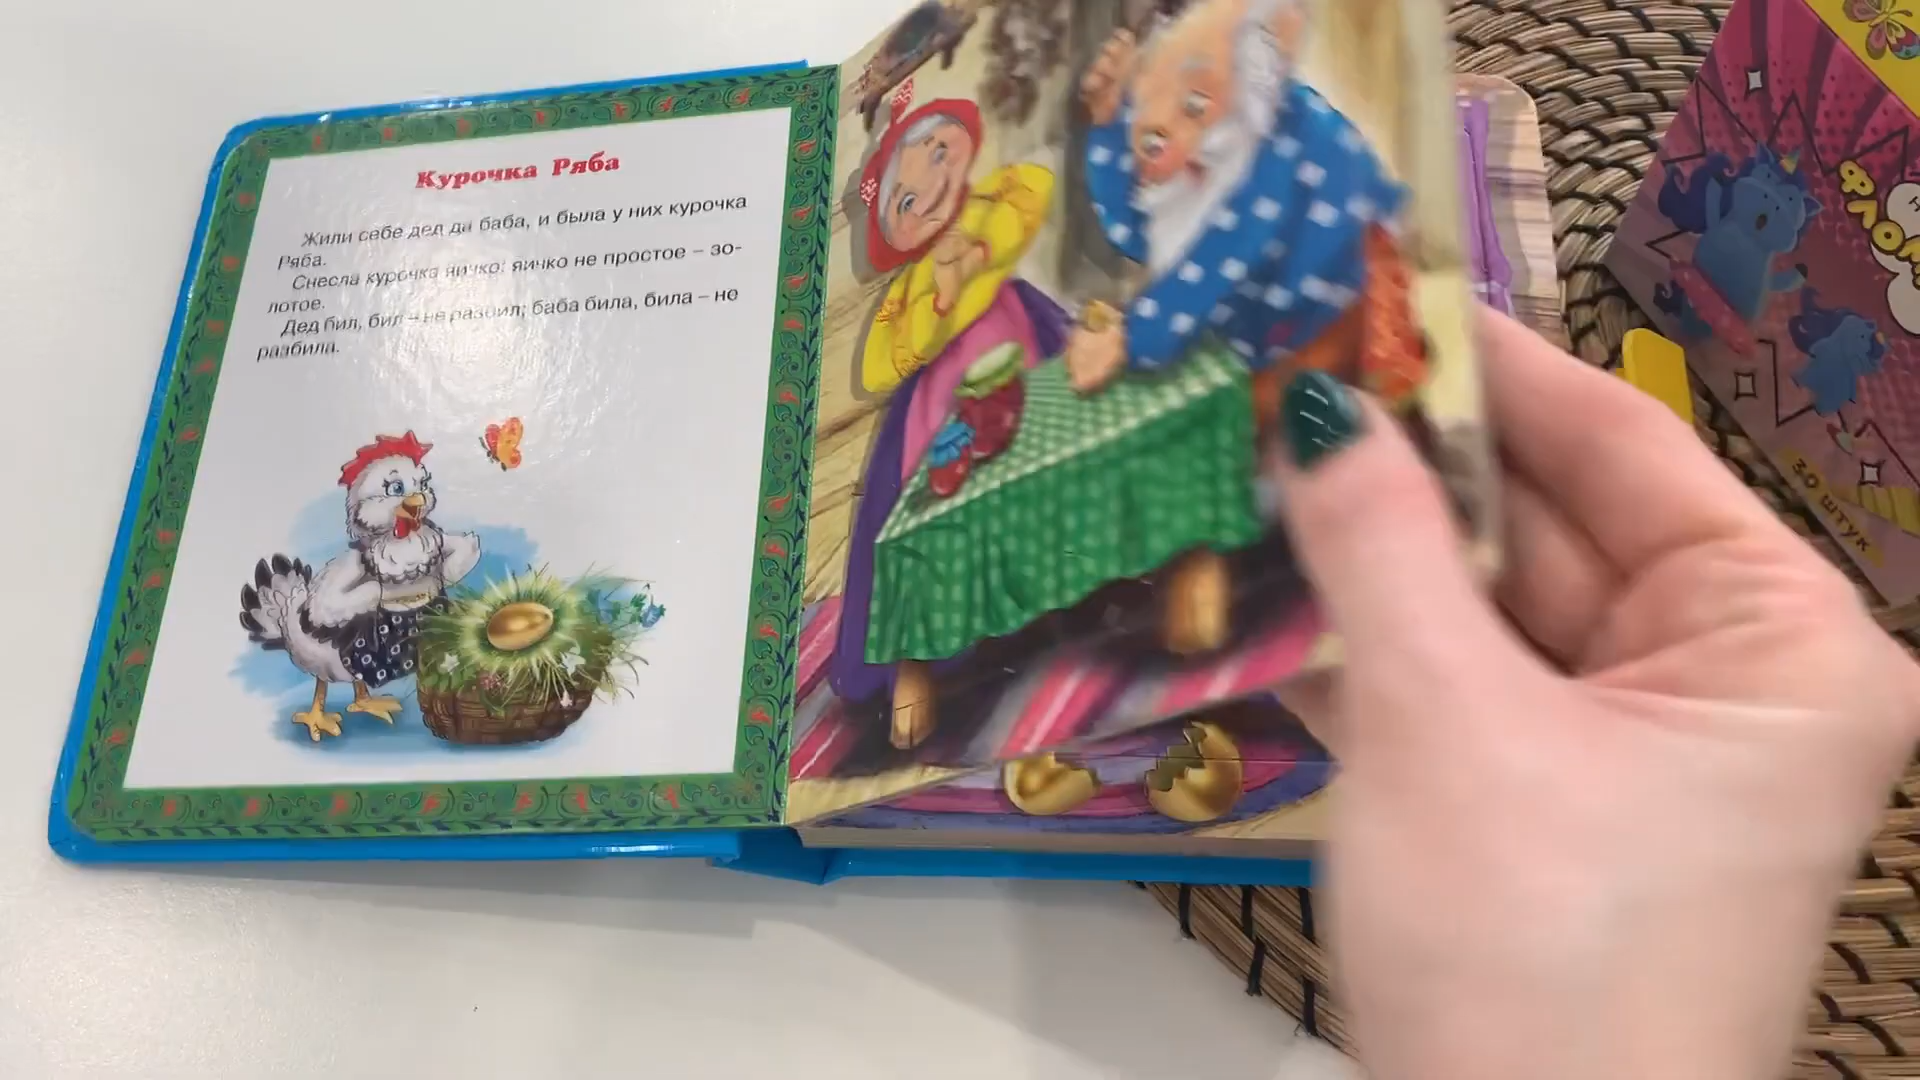 Курочка Ряба
Жили себе дед да баба, и была у них курочка
Ряба.
Снесла курочка яичко: яичко не простое – зо-
лотое.
Дед бил, бил – не разбил; баба била, била – не
разбила.
ФЛОМ
30 ШТУК